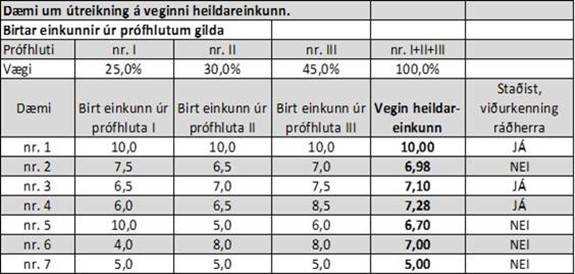 Dæmi um útreikning á veginni heildareinkunn.
Birtar einkunnir úr prófhlutum gilda
Prófhluti nr. I nr. II nr. III nr. I+II+III
Vægi 25,0% 30,0% 45,0% 100,0%
Dæmi Birt einkunn úr prófhluta I Birt einkunn úr prófhluta II Birt einkunn úr prófhluta III Vegin heildar-einkunn Staðist, viðurkenning ráðherra
nr. 1 10,0 10,0 10,0 10,00 JÁ
nr. 2 7,5 6,5 7,0 6,98 NEI
nr. 3 6,5 7,0 7,5 7,10 JÁ
nr. 4 6,0 6,5 8,5 7,28 JÁ
nr. 5 10,0 5,0 6,0 6,70 NEI
nr. 6 4,0 8,0 8,0 7,00 NEI
nr. 7 5,0 5,0 5,0 5,00 NEI